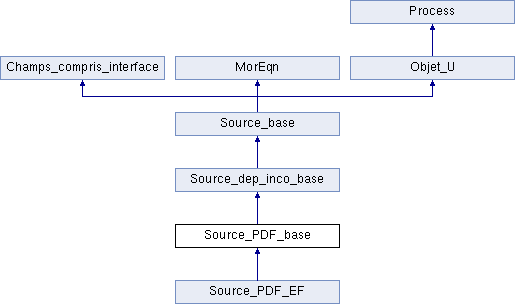 Process
Champs_compris_interface
MorEqn
Objet_U
Source_base
Source_dep_inco_base
Source_PDF_base
Source_PDF_EF